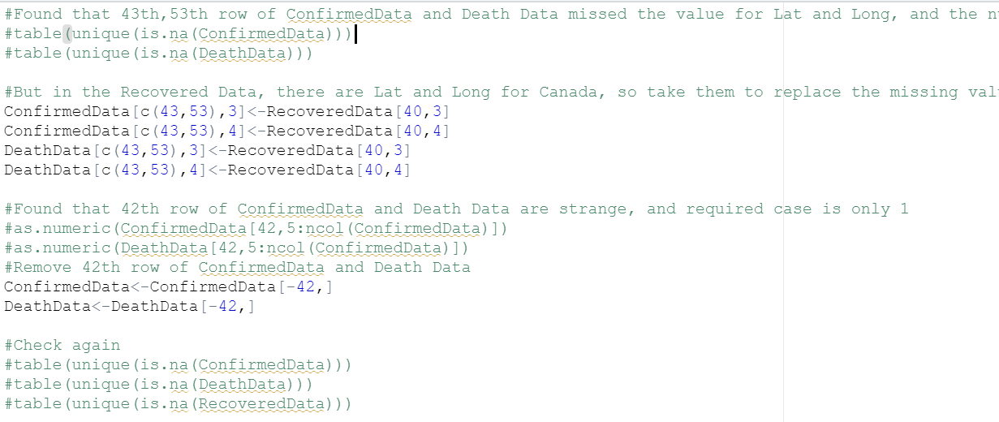 #Found that 43th,53th row of ConfirmedData and Death Data missed the value for Lat and Long, and the
#table(unique(is.na(ConfirmedData)))
#table(unique(is.na(DeathData)))
#But in the Recovered Data, there are Lat and Long for Canada, so take them to replace the missing
ConfirmedData[c(43,53),3]<-RecoveredData[40,3]
ConfirmedData[c(43,53),4]<-RecoveredData[40,4]
DeathData[c(43,53),3]<-RecoveredData[40,3]
DeathData[c(43,53),4]<-RecoveredData[40,4]
#Found that 42th row of ConfirmedData and Death Data are strange, and required case is only 1
#as.numeric(ConfirmedData[42,5:ncol(ConfirmedData)])
#as.numeric(DeathData[42,5:ncol(ConfirmedData)])
#Remove 42th row of ConfirmedData and Death Data
ConfirmedData<-ConfirmedData[-42,]
DeathData<-DeathData[-42,]
#Check again
#table(unique(is.na(ConfirmedData)))
#table(unique(is.na(DeathData)))
#table(unique(is.na(RecoveredData)))